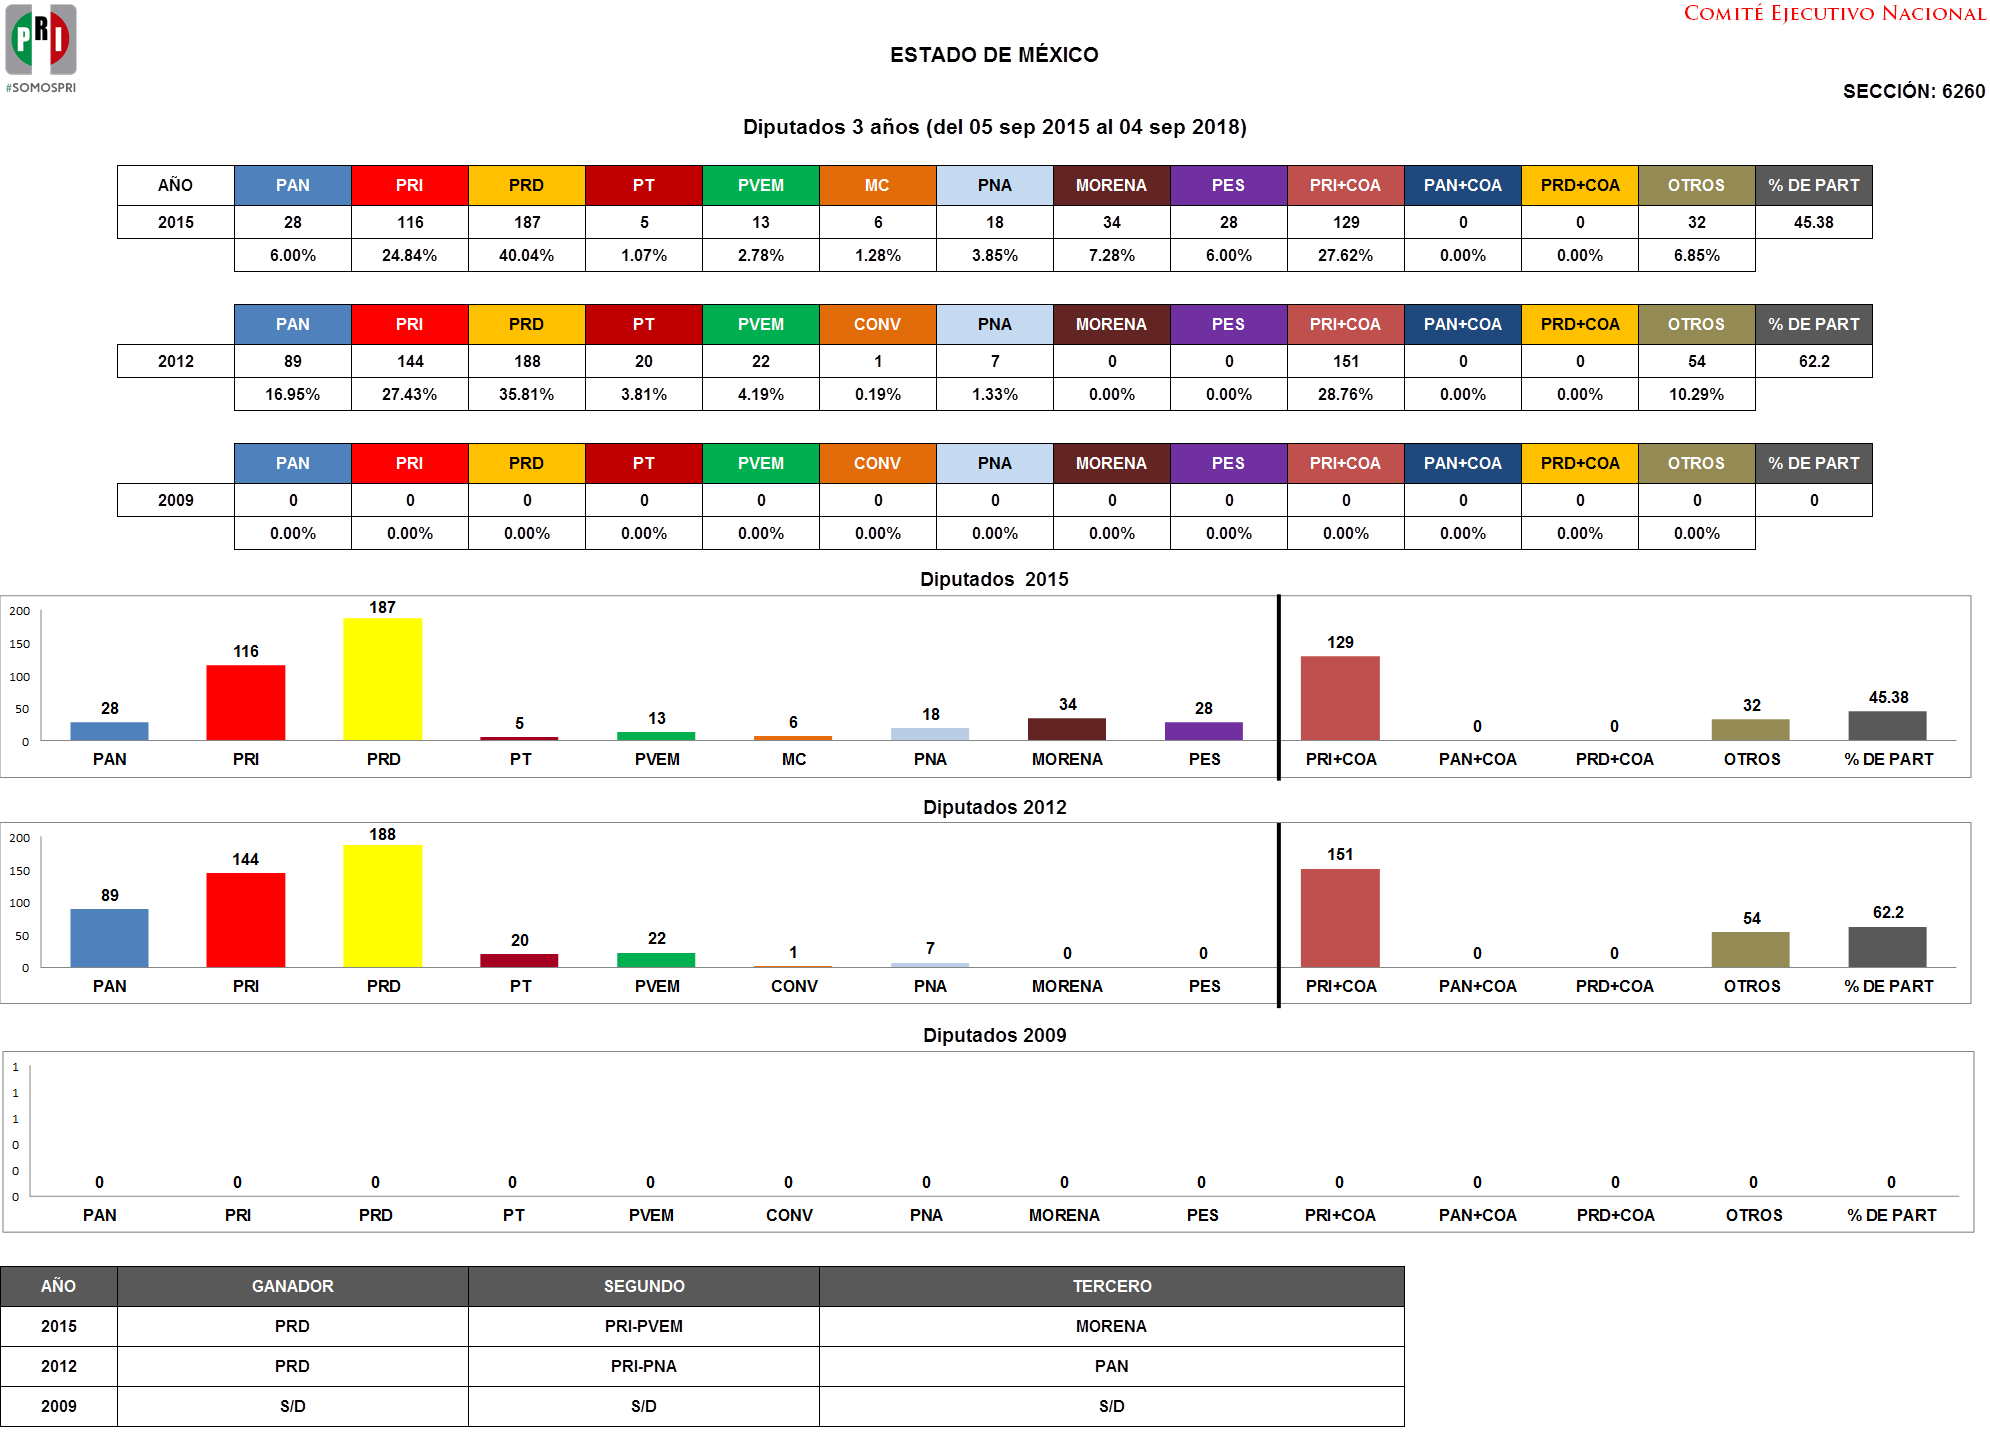 PRI
#SOMOSPRI
COMITÉ EJECUTIVO NACIONAL
ESTADO DE MÉXICO
SECCIÓN: 6260
Diputados 3 años (del 05 sep 2015 al 04 sep 2018)
AÑO PAN PRI PRD PT PVEM MC PNA MORENA PES PRI+COA PAN+COA PRD+COA OTROS % DE PART
2015 28 116 187 5 13 6 18 34 28 129 0 0 32 45.38
6.00% 24.84% 40.04% 1.07% 2.78% 1.28% 3.85% 7.28% 6.00% 27.62% 0.00% 0.00% 6.85%
PAN PRI PRD PT PVEM CONV PNA MORENA PES PRI+COA PAN+COA PRD+COA OTROS % DE PART
2012 89 144 188 20 22 1 7 0 0 151 0 0 54 62.2
16.95% 27.43% 35.81% 3.81% 4.19% 0.19% 1.33% 0.00% 0.00% 28.76% 0.00% 0.00% 10.29%
PAN PRI PRD PT PVEM CONV PNA MORENA PES PRI+COA PAN+COA PRD+COA OTROS % DE PART
2009 0 0 0 0 0 0 0 0 0 0 0 0 0 0
0.00% 0.00% 0.00% 0.00% 0.00% 0.00% 0.00% 0.00% 0.00% 0.00% 0.00% 0.00% 0.00%
Diputados 2015
200
150
100
50
0
28 116 187 5 13 6 18 34 28 129 0 0 32 45.38
PAN PRI PRD PT PVEM MC PNA MORENA PES PRI+COA PAN+COA PRD+COA OTROS % DE PART
Diputados 2012
200
150
100
50
0
89 144 188 20 22 1 7 0 0 151 0 0 54 62.2
PAN PRI PRD PT PVEM CONV PNA MORENA PES PRI+COA PAN+COA PRD+COA OTROS % DE PART
Diputados 2009
1
1
1
0
0
0
0 0 0 0 0 0 0 0 0 0 0 0 0 0
PAN PRI PRD PT PVEM CONV PNA MORENA PES PRI+COA PAN+COA PRD+COA OTROS % DE PART
AÑO GANADOR SEGUNDO TERCERO
2015 PRD PRI-PVEM MORENA
2012 PRD PRI-PNA PAN
2009 S/D S/D S/D